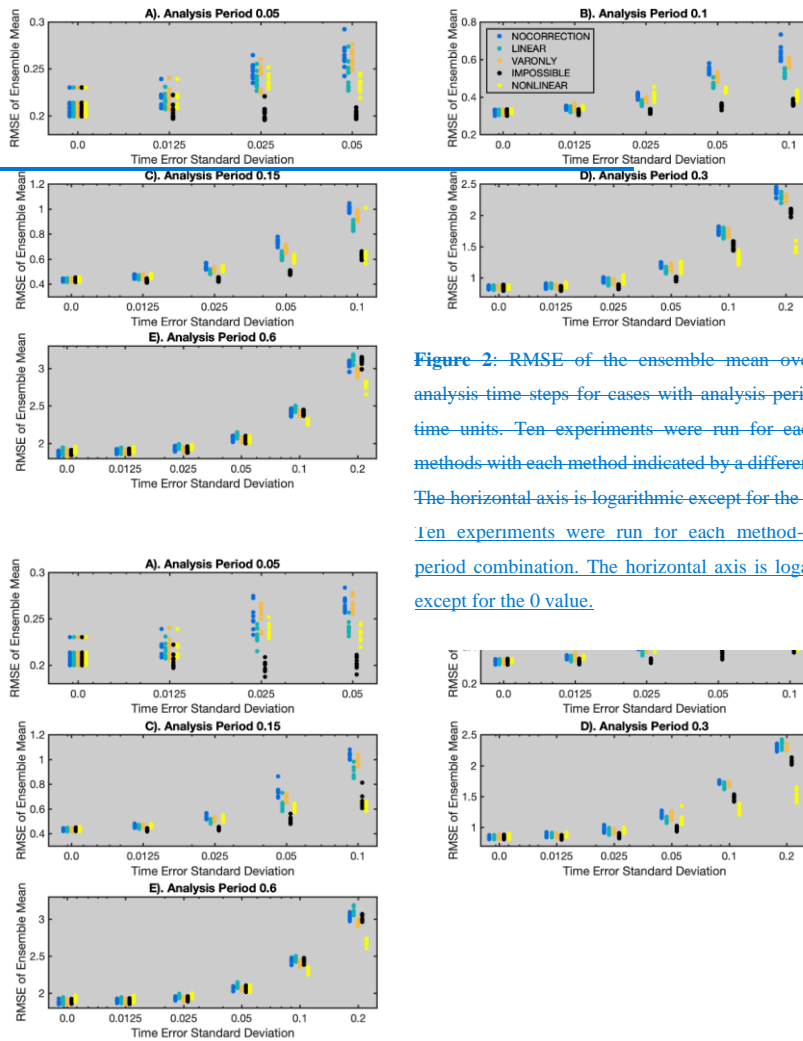 A). Analysis Period 0.05
RMSE of Ensemble Mean
0.3
0.25
0.2
0.0 0.0125 0.025 0.05
Time Error Standard Deviation
B). Analysis Period 0.1
RMSE of Ensemble Mean
0.8
0.6
0.4
0.2
NOCORRECTION
LINEAR
VARONLY
IMPOSSIBLE
NONLINEAR
0.0 0.0125 0.025 0.05 0.1
Time Error Standard Deviation
C). Analysis Period 0.15
RMSE of Ensemble Mean
1.2
1
0.8
0.6
0.4
0.0 0.0125 0.025 0.05 0.1
Time Error Standard Deviation
D). Analysis Period 0.3
RMSE of Ensemble Mean
2.5
2
1.5
1
0.0 0.0125 0.025 0.05 0.1 0.2
Time Error Standard Deviation
E). Analysis Period 0.6
RMSE of Ensemble Mean
3
2.5
2
0.0 0.0125 0.025 0.05 0.1 0.2
Time Error Standard Deviation
Figure 2: RMSE of the ensemble mean ove
analysis time steps for cases with analysis peri
time units. Ten experiments were run for eac
methods with each method indicated by a differen
The horizontal axis is logarithmic except for the
Ten experiments were run for each method-
period combination. The horizontal axis is loga
except for the 0 value.
A). Analysis Period 0.05
RMSE of Ensemble Mean
0.3
0.25
0.2
0.0 0.0125 0.025 0.05
Time Error Standard Deviation
RMSE of
0.2
0.0 0.0125 0.025 0.05 0.1
Time Error Standard Deviation
C). Analysis Period 0.15
RMSE of Ensemble Mean
1.2
1
0.8
0.6
0.4
0.0 0.0125 0.025 0.05 0.1
Time Error Standard Deviation
D). Analysis Period 0.3
RMSE of Ensemble Mean
2.5
2
1.5
1
0.0 0.0125 0.025 0.05 0.1 0.2
Time Error Standard Deviation
E). Analysis Period 0.6
RMSE of Ensemble Mean
3
2.5
2
0.0 0.0125 0.025 0.05 0.1 0.2
Time Error Standard Deviation